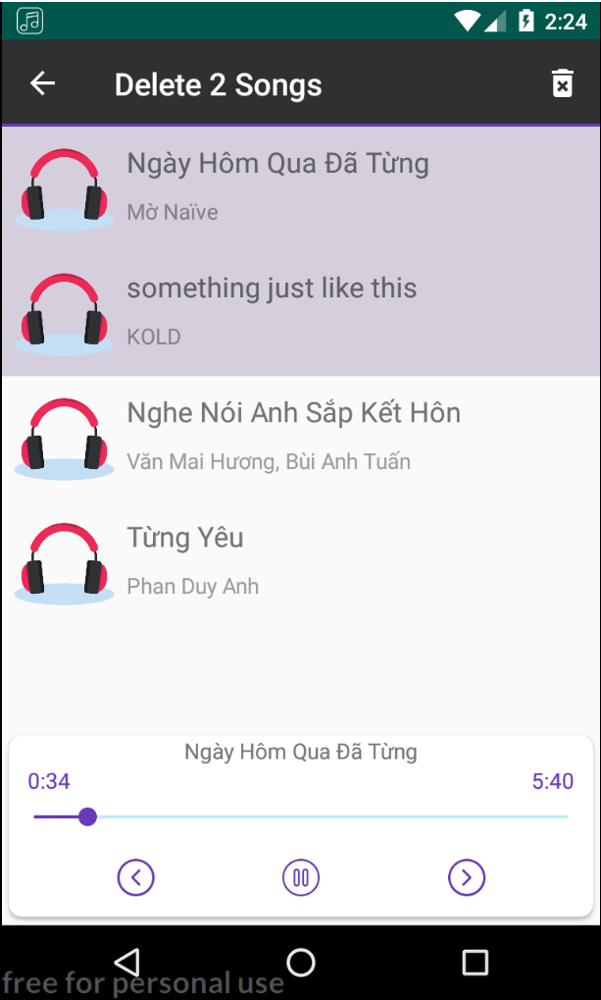 2:24
Delete 2 Songs
Ngày Hôm Qua Đã Từng
Mờ Naïve
something just like this
KOLD
Nghe Nói Anh Sắp Kết Hôn
Văn Mai Hương, Bùi Anh Tuấn
Từng Yêu
Phan Duy Anh
Ngày Hôm Qua Đã Từng
0:34 5:40
free for personal use